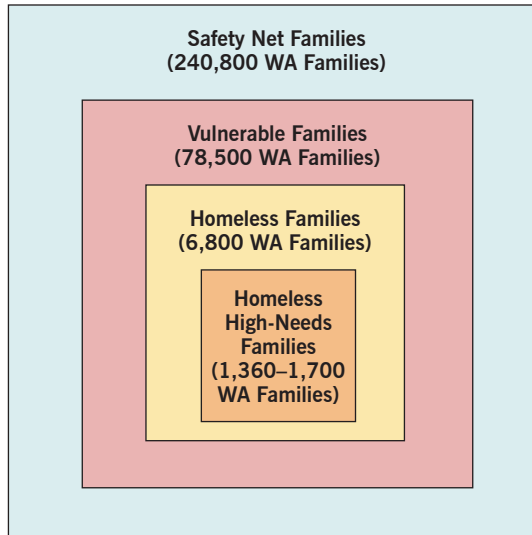 Safety Net Families
(240,800 WA Families)
Vulnerable Families
(78,500 WA Families)
Homeless Families
(6,800 WA Families)
Homeless
High-Needs
Families
(1,360–1,700
WA Families)